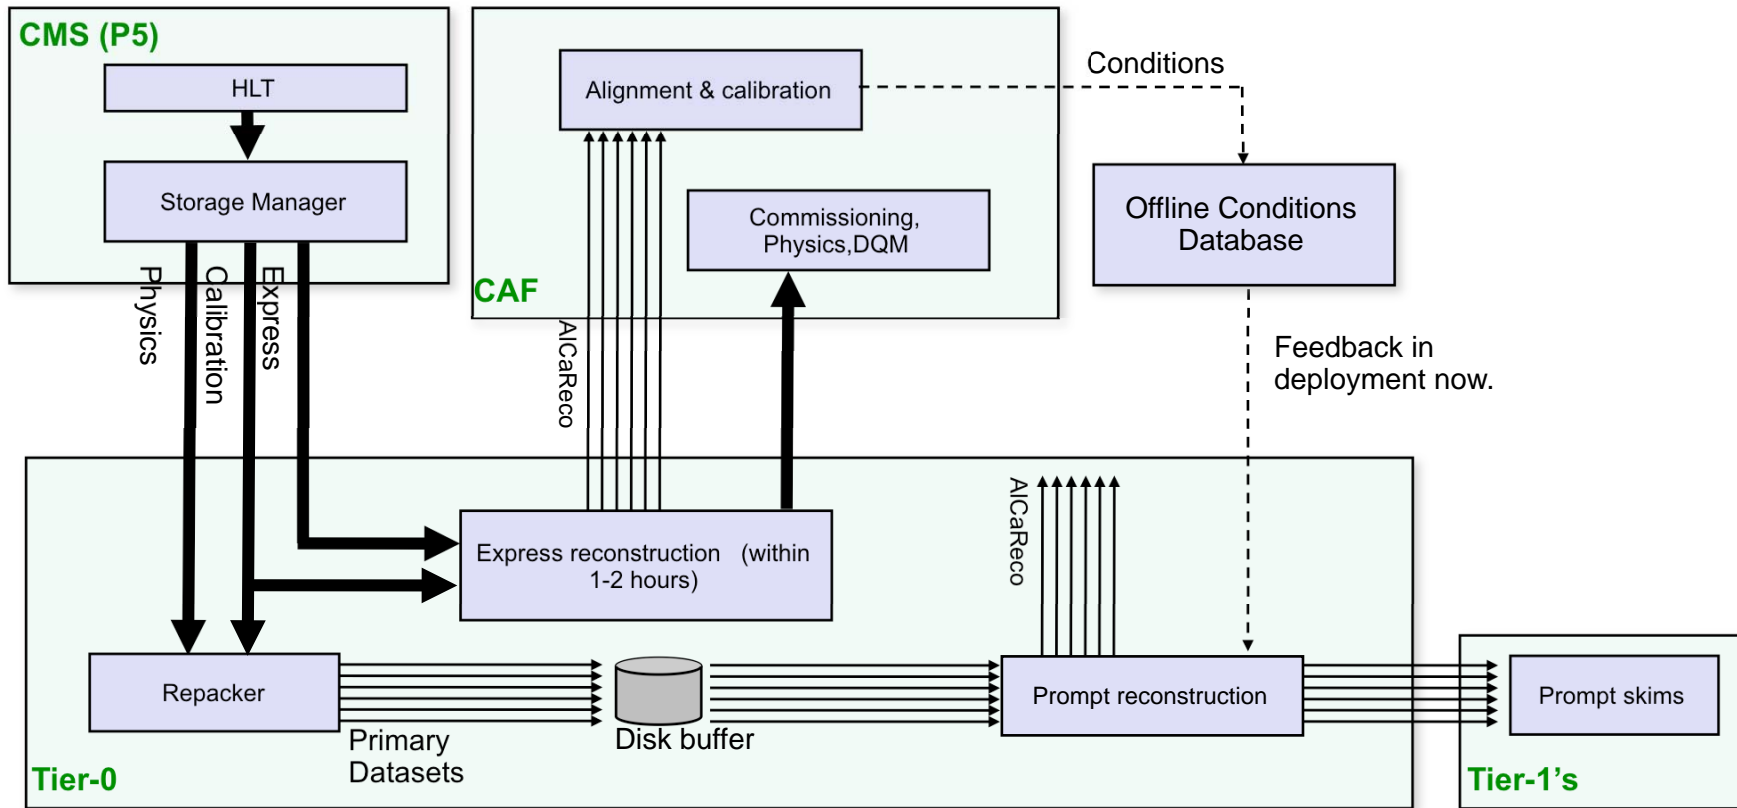 CMS (P5)
HLT
Storage Manager
Physics
Calibration
Express
CAF
Alignment & calibration
Commissioning,
Physics,DQM
AlCaReco
Conditions
Offline Conditions
Database
Feedback in
deployment now.
Express reconstruction (within
1-2 hours)
AlCaReco
Repacker
Primary
Datasets
Disk buffer
Prompt reconstruction
Tier-0
Prompt skims
Tier-1’s